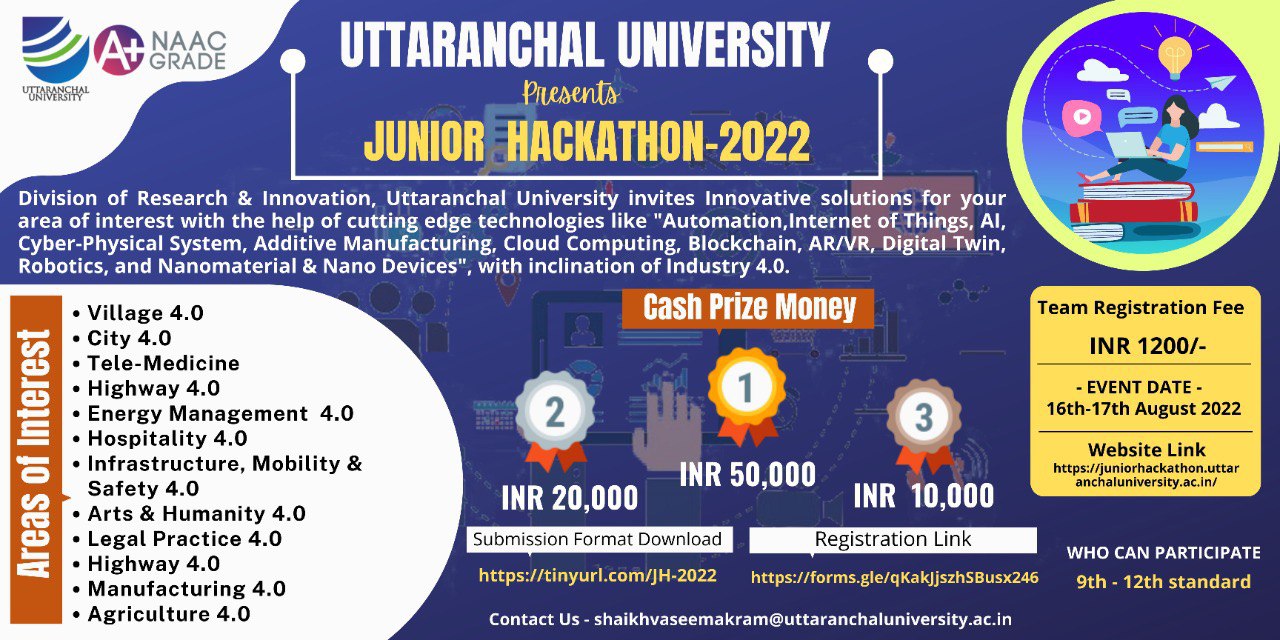 UTTARANCHAL
UNIVERSITY
A+ NAAC
GRADE
UTTARANCHAL UNIVERSITY
Presents
JUNIOR HACKATHON-2022
Division of Research & Innovation, Uttaranchal University invites Innovative solutions for your
area of interest with the help of cutting edge technologies like "Automation,Internet of Things, AI,
Cyber-Physical System, Additive Manufacturing, Cloud Computing, Blockchain, AR/VR, Digital Twin,
Robotics, and Nanomaterial & Nano Devices", with inclination of Industry 4.0.
Areas of Interest
• Village 4.0
• City 4.0
• Tele-Medicine
• Highway 4.0
• Energy Management 4.0
• Hospitality 4.0
• Infrastructure, Mobility &
Safety 4.0
• Arts & Humanity 4.0
• Legal Practice 4.0
• Highway 4.0
• Manufacturing 4.0
• Agriculture 4.0
Cash Prize Money
2
1
3
INR 20,000
INR 50,000
INR 10,000
Submission Format Download
https://tinyurl.com/JH-2022
Registration Link
https://forms.gle/qKakJjszhSBusx246
Contact Us - shaikhvaseemakram@uttaranchaluniversity.ac.in
Team Registration Fee
INR 1200/-
- EVENT DATE -
16th-17th August 2022
Website Link
https://juniorhackathon.uttar
anchaluniversity.ac.in/
WHO CAN PARTICIPATE
9th - 12th standard